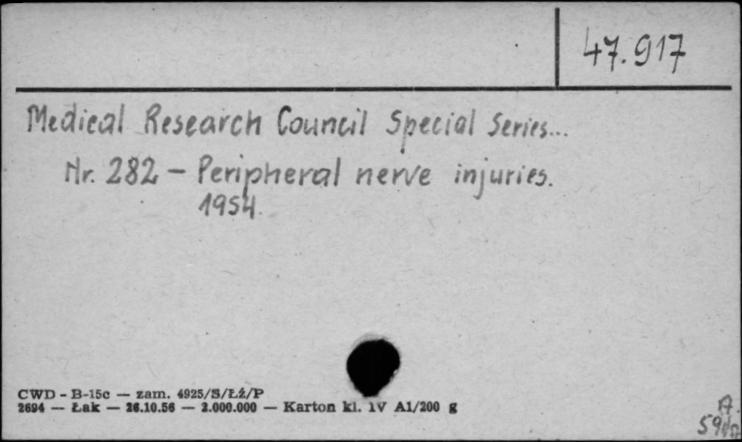 47.917
Medical Research Council Special Series...
Nr. 282 - Peripheral nerve injuries.
1954.
CWD - B-15c — zam. 4925/S/Łź/P
2694 — Łak — 26.10.56 — 2.000.000 — Karton kl. IV A1/200 g
A.